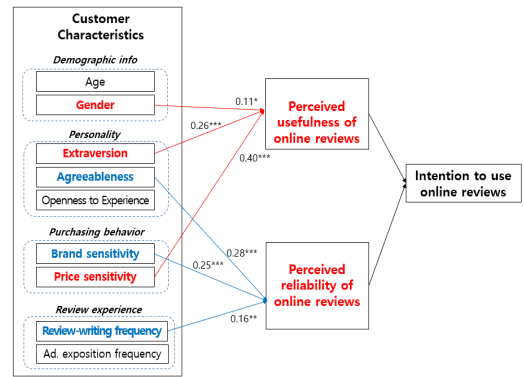 Customer
Characteristics
Demographic info
Age
Gender
Personality
Extraversion
Agreeableness
Openness to Experience
Purchasing behavior
Brand sensitivity
Price sensitivity
Review experience
Review-writing frequency
Ad. exposition frequency
0.11*
0.26***
0.40***
0.28***
0.25***
0.16**
Perceived
usefulness of
online reviews
Perceived
reliability of
online reviews
Intention to use
online reviews